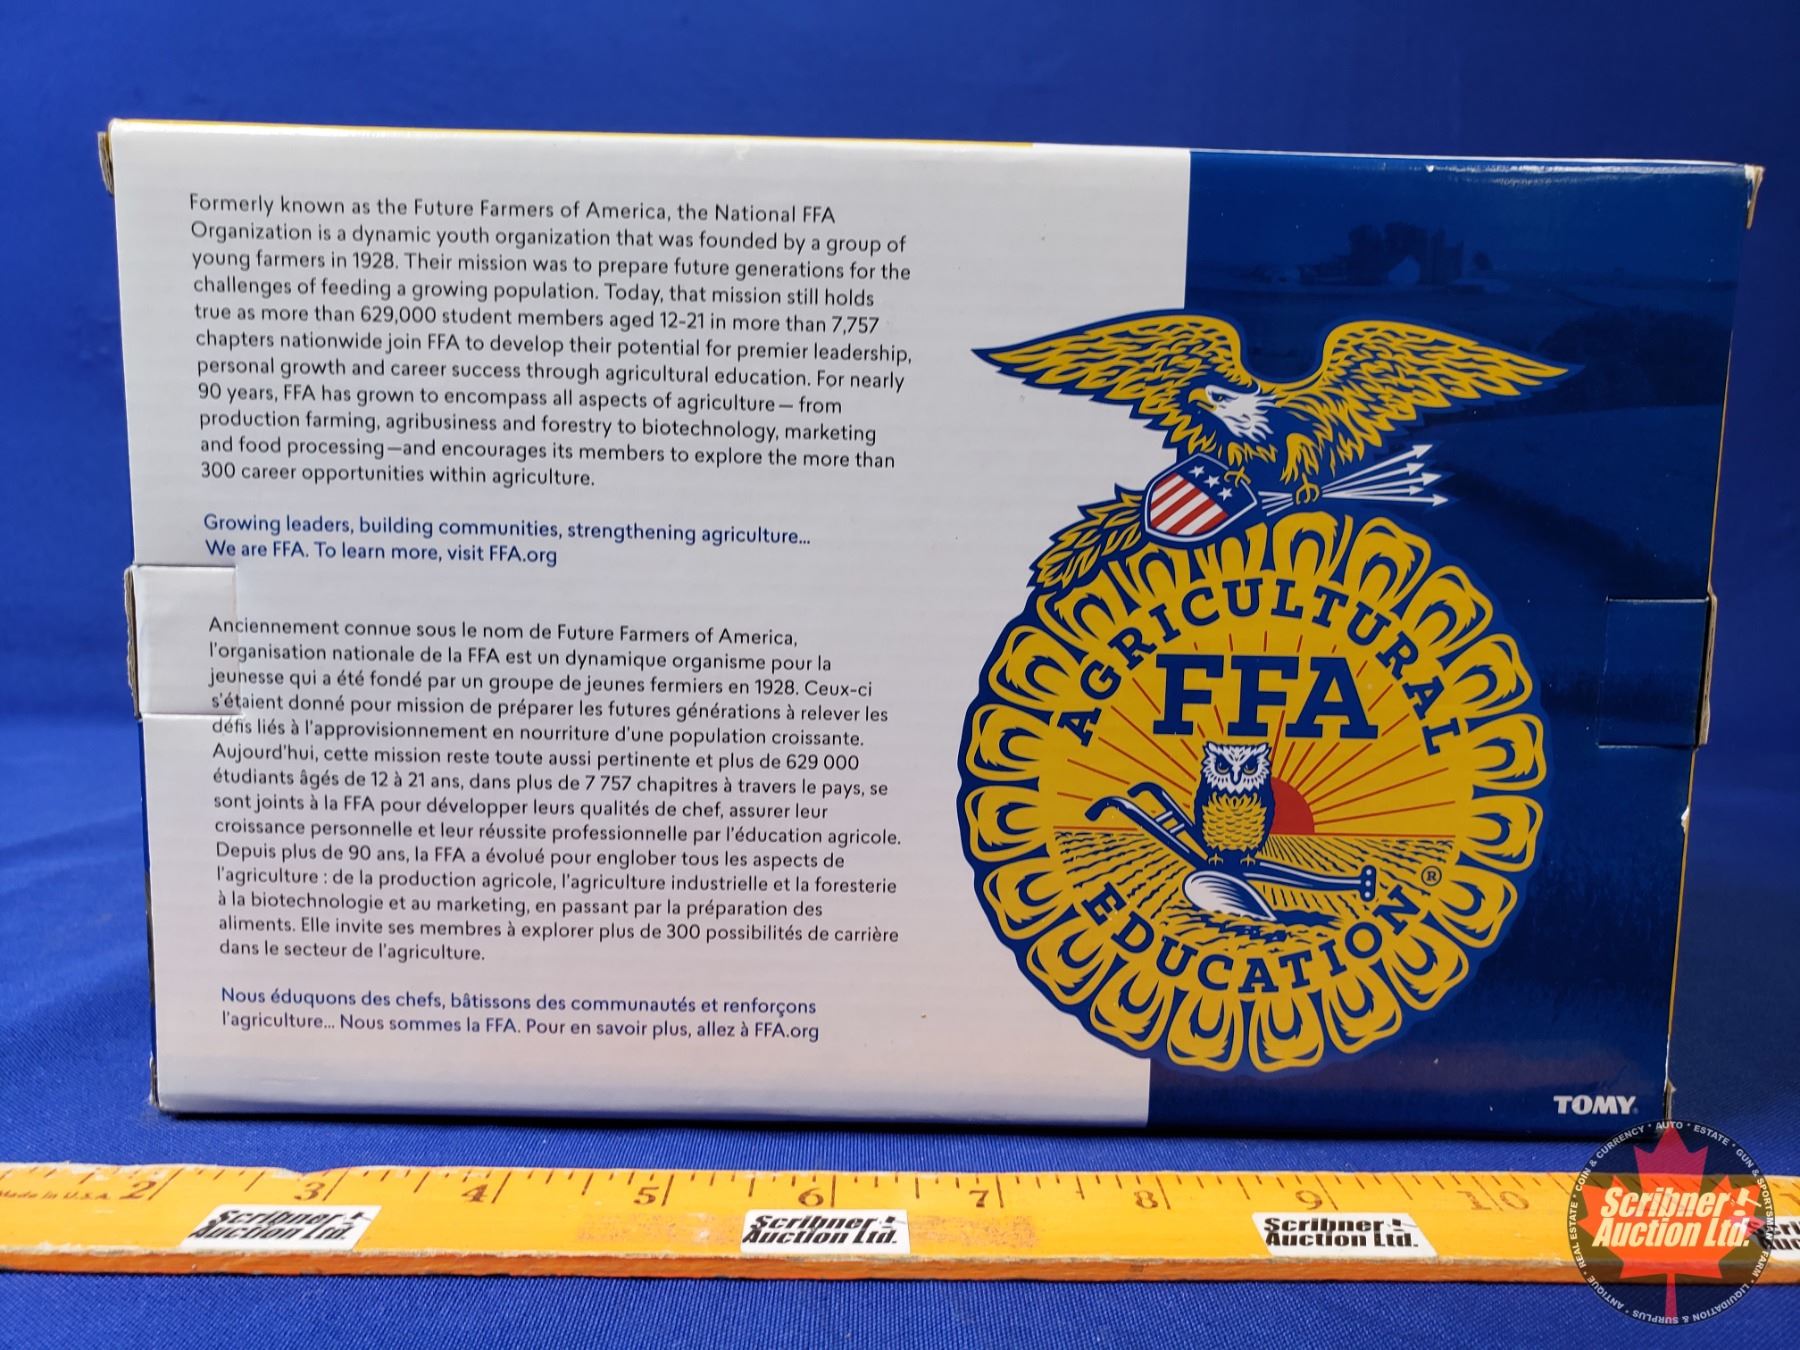 Formerly known as the Future Farmers of America, the National FFA
Organization is a dynamic youth organization that was founded by a group of
young farmers in 1928. Their mission was to prepare future generations for the
challenges of feeding a growing population. Today, that mission still holds
true as more than 629,000 student members aged 12-21 in more than 7,757
chapters nationwide join FFA to develop their potential for premier leadership,
personal growth and career success through agricultural education. For nearly
90 years, FFA has grown to encompass all aspects of agriculture — from
production farming, agribusiness and forestry to biotechnology, marketing
and food processing—and encourages its members to explore the more than
300 career opportunities within agriculture.
Growing leaders, building communities, strengthening agriculture...
We are FFA. To learn more, visit FFA.org
Anciennement connue sous le nom de Future Farmers of America,
l'organisation nationale de la FFA est un dynamique organisme pour la
jeunesse qui a été fondé par un groupe de jeunes fermiers en 1928. Ceux-ci
s'étaient donné pour mission de préparer les futures générations à relever les
défis liés à l'approvisionnement en nourriture d'une population croissante.
Aujourd'hui, cette mission reste toute aussi pertinente et plus de 629 000
étudiants âgés de 12 à 21 ans, dans plus de 7 757 chapitres à travers le pays, se
sont joints à la FFA pour développer leurs qualités de chef, assurer leur
croissance personnelle et leur réussite professionnelle par l'éducation agricole.
Depuis plus de 90 ans, la FFA a évolué pour englober tous les aspects de
l'agriculture : de la production agricole, l'agriculture industrielle et la foresterie
à la biotechnologie et au marketing, en passant par la préparation des
aliments. Elle invite ses membres à explorer plus de 300 possibilités de carrière
dans le secteur de l'agriculture.
Nous éduquons des chefs, bâtissons des communautés et renforçons
l'agriculture... Nous sommes la FFA. Pour en savoir plus, allez à FFA.org
AGRICULTURAL
FFA
EDUCATION ®
TOMY
Made in U.S.A 2 3 4 5 6 7 8 9 10
Scribner
Auction Ltd.
Scribner
Auction Ltd.
Scribner
Auction Ltd.
COIN & CURRENCY * AUTO * ESTATE * GUN & SPORTSMAN * FARM * LIQUIDATION & SURPLUS * ANTIQUE * REAL ESTATE *
Scribner
Auction Ltd.